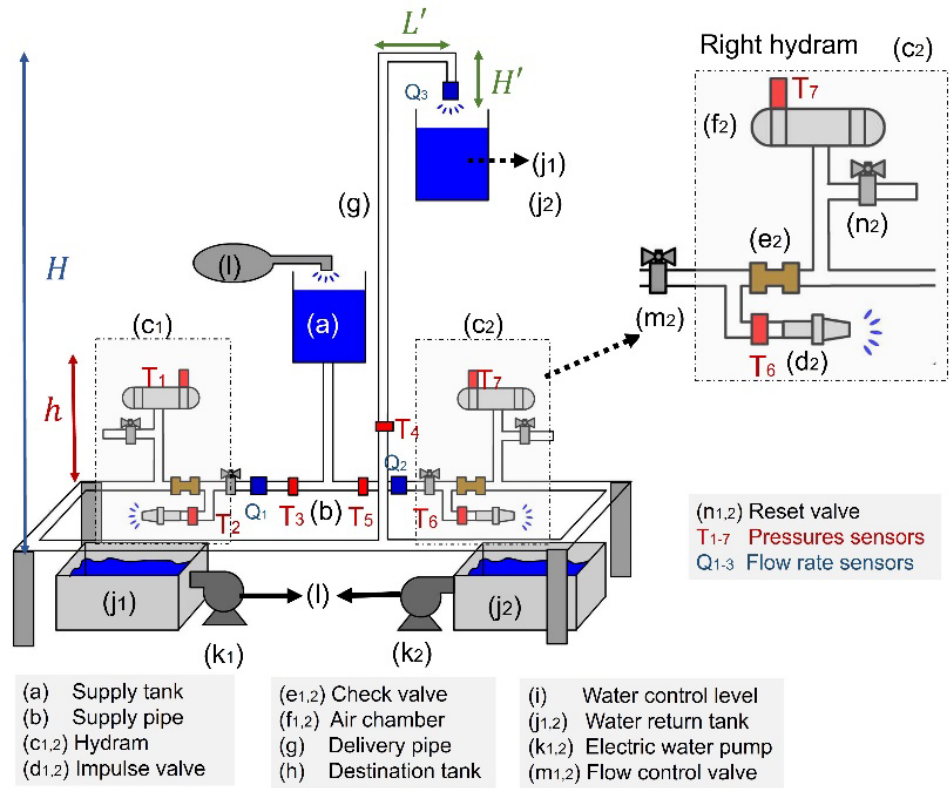 L′
Right hydram (c2)
T7
(f2)
H′
Q3
(j1)
(g)
(j2)
(n2)
(e2)
(l)
H
(m2)
(a)
T6
(d2)
(c1)
(c2)
T1
T7
h
T4
Q2
Q1
T3
(b)
T5
T2
T6
(n1,2) Reset valve
T1-7 Pressures sensors
Q1-3 Flow rate sensors
(j1)
(l)
(j2)
(k1)
(k2)
(a) Supply tank
(b) Supply pipe
(c1,2) Hydram
(d1,2) Impulse valve
(e1,2) Check valve
(f1,2) Air chamber
(g) Delivery pipe
(h) Destination tank
(i) Water control level
(j1,2) Water return tank
(k1,2) Electric water pump
(m1,2) Flow control valve